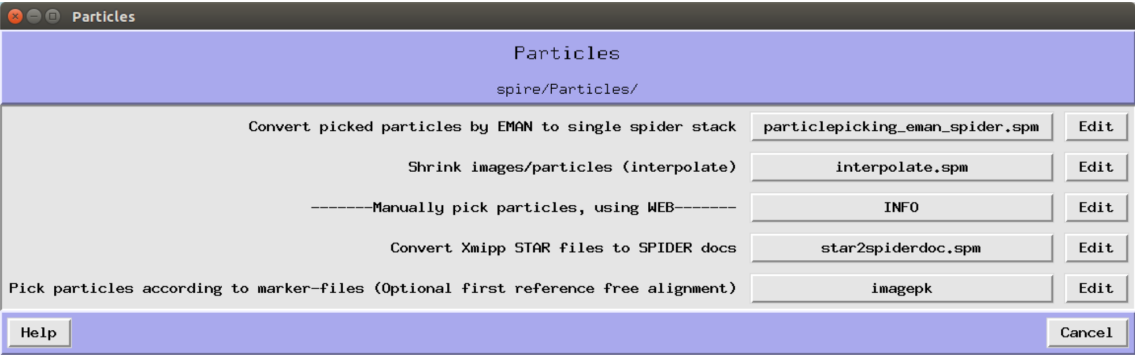 Particles
Particles
spire/Particles/
Convert picked particles by EMAN to single spider stack particlepicking_eman_spider.spm Edit
Shrink images/particles (interpolate) interpolate.spm Edit
-------Manually pick particles, using WEB------- INFO Edit
Convert Xmipp STAR files to SPIDER docs star2spiderdoc.spm Edit
Pick particles according to marker-files (Optional first reference free alignment) imagepk Edit
Help Cancel